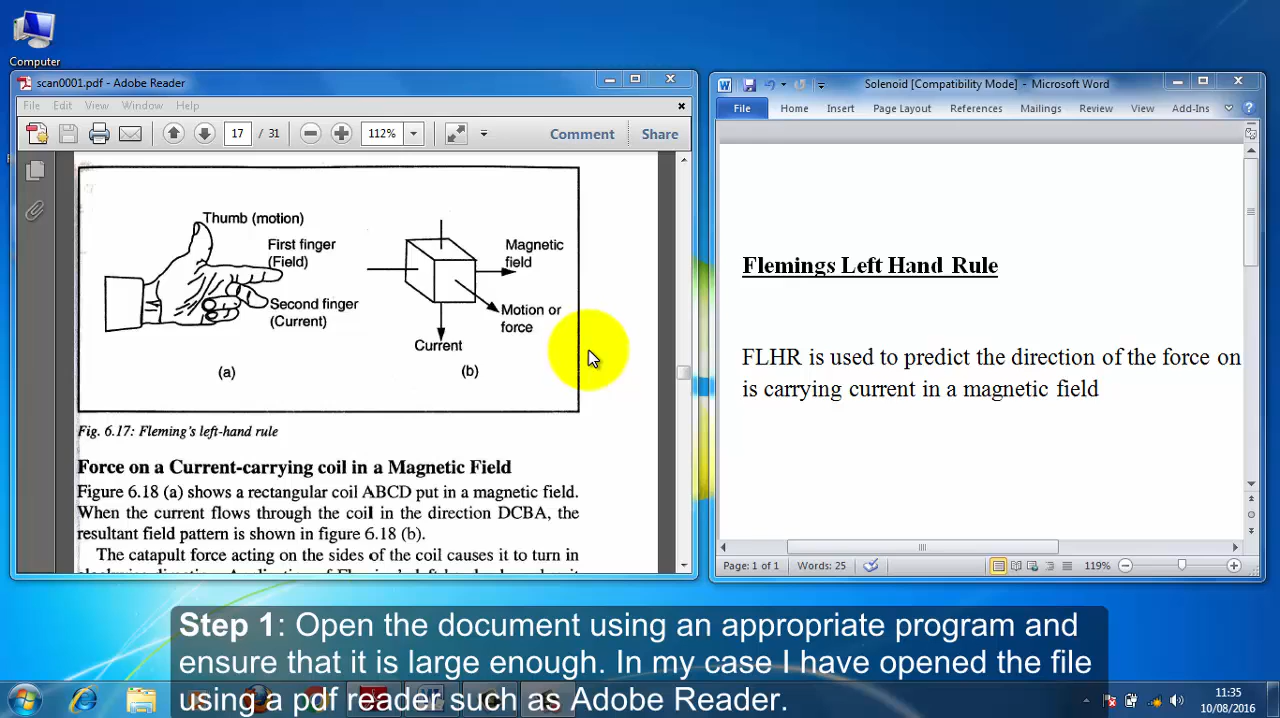 Computer
scan0001.pdf - Adobe Reader
File Edit View Window Help
17 / 31 112% Comment Share
Thumb (motion)
First finger
(Field)
Second finger
(Current)
(a)
Magnetic
field
Motion or
force
Current
(b)
Fig. 6.17: Fleming's left-hand rule
Force on a Current-carrying coil in a Magnetic Field
Figure 6.18 (a) shows a rectangular coil ABCD put in a magnetic field.
When the current flows through the coil in the direction DCBA, the
resultant field pattern is shown in figure 6.18 (b).
The catapult force acting on the sides of the coil causes it to turn in
Solenoid [Compatibility Mode] - Microsoft Word
File Home Insert Page Layout References Mailings Review View Add-Ins
Flemings Left Hand Rule
FLHR is used to predict the direction of the force on
is carrying current in a magnetic field
Page: 1 of 1 Words: 25 119%
Step 1: Open the document using an appropriate program and
ensure that it is large enough. In my case I have opened the file
using a pdf reader such as Adobe Reader.
11:35
10/08/2016